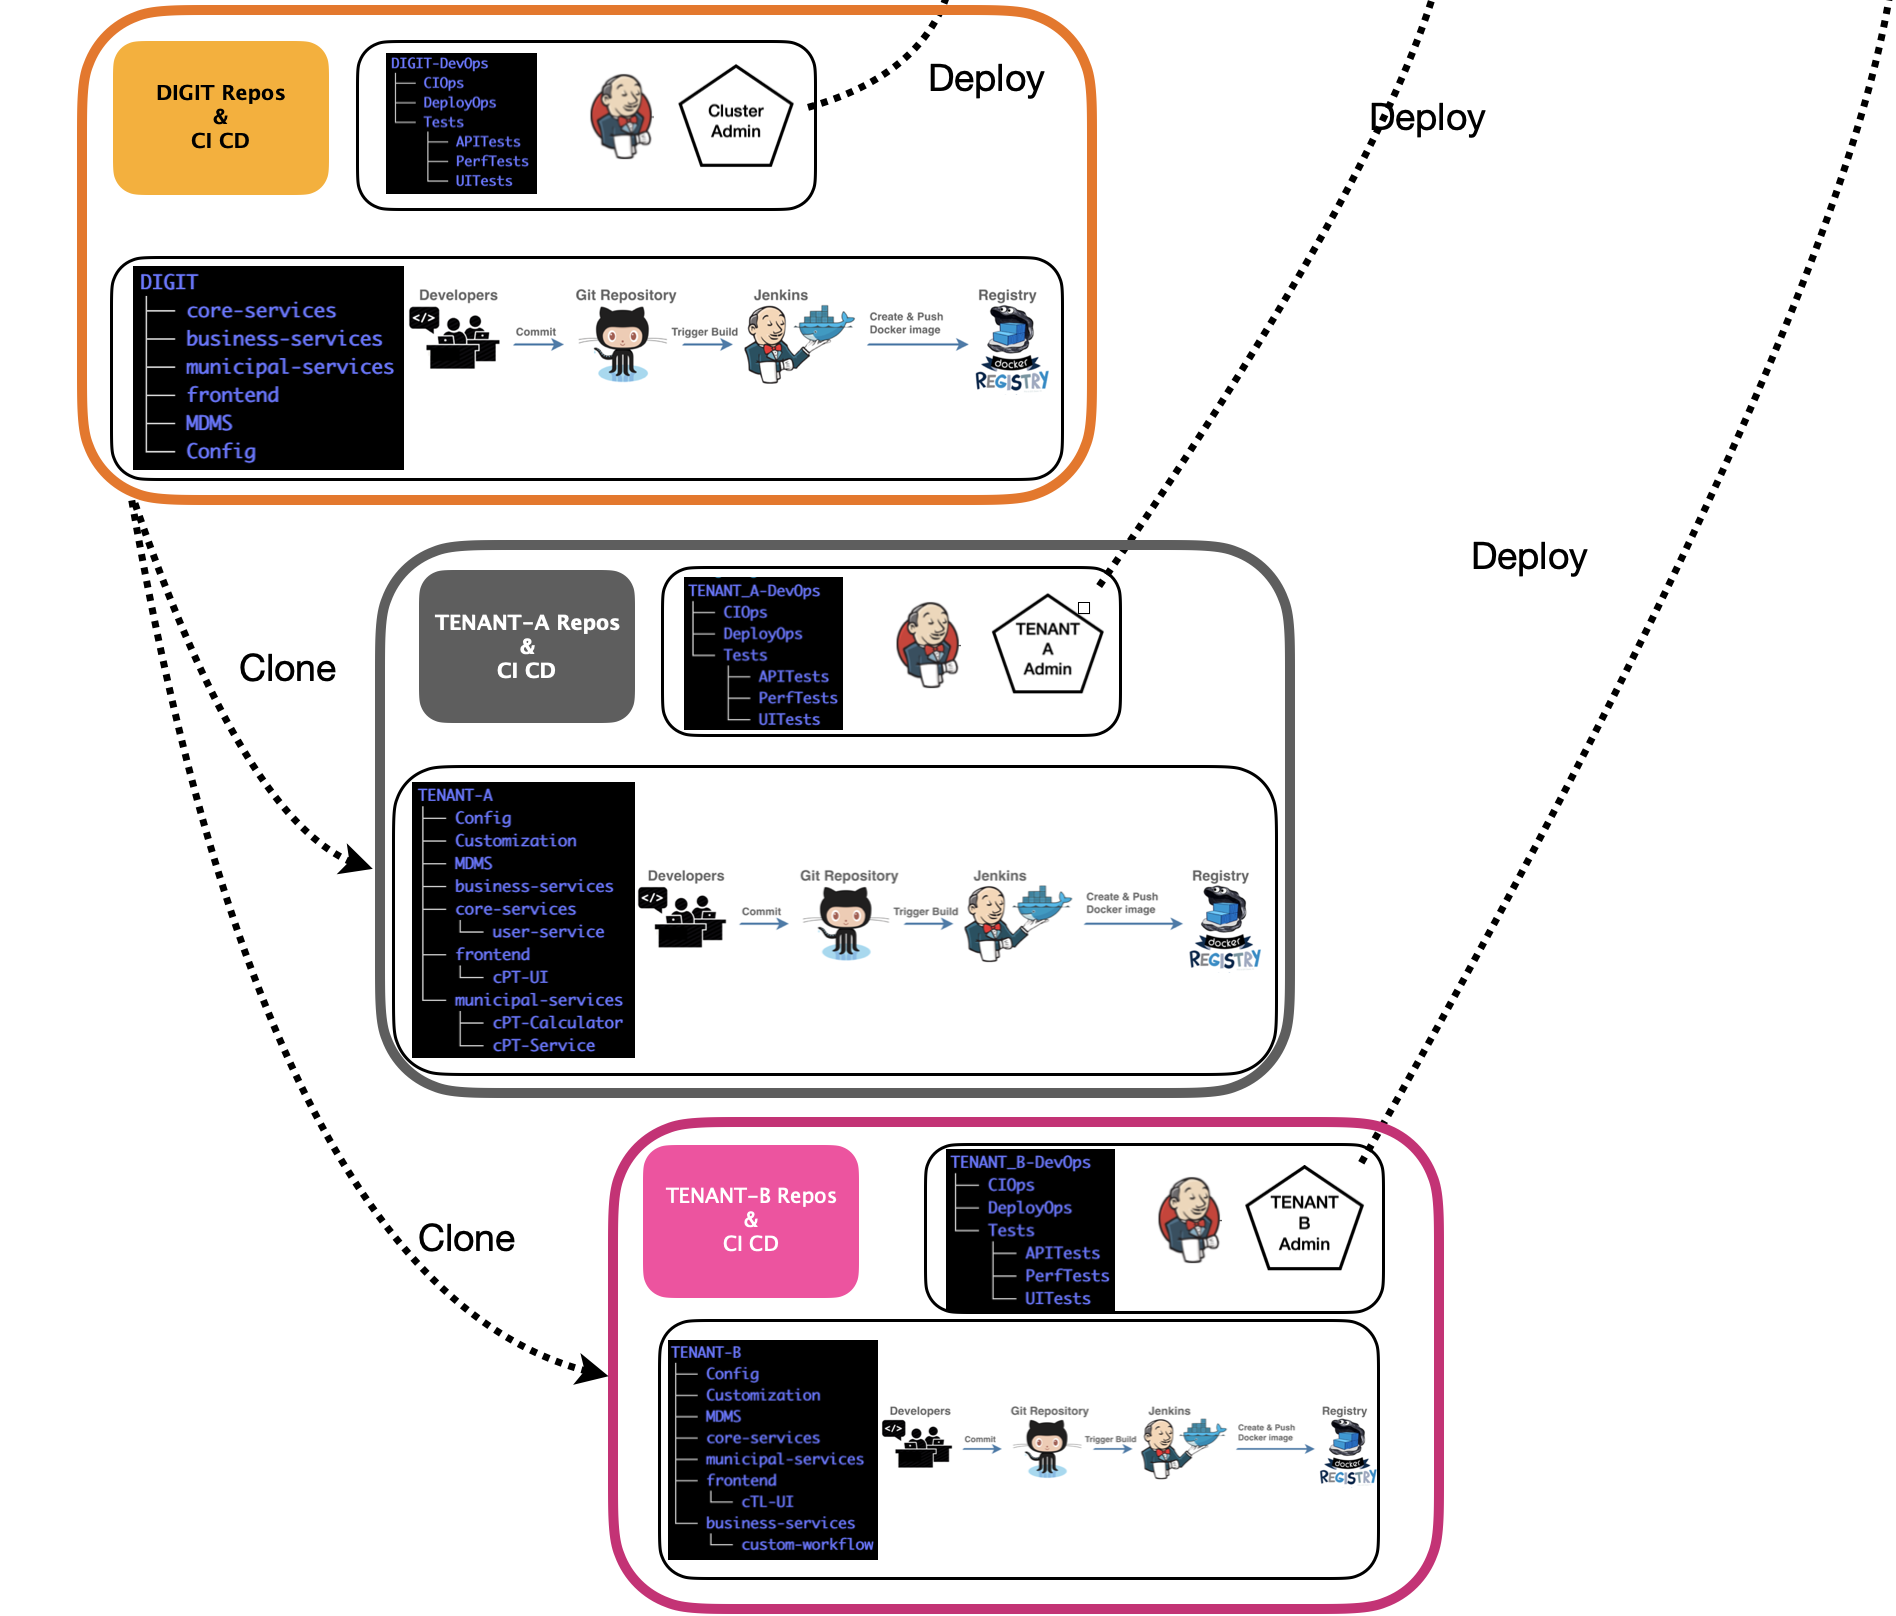 Deploy
Deploy
Deploy
DIGIT Repos
&
CI CD
DIGIT-DevOps
CIOps
DeployOps
Tests
APITests
PerfTests
UITests
Cluster
Admin
DIGIT
core-services
business-services
municipal-services
frontend
MDMS
Config
Developers
</>
Commit
Git Repository
Trigger Build
Jenkins
Create & Push
Docker image
Registry
docker
REGISTRY
Clone
TENANT-A Repos
&
CI CD
TENANT_A-DevOps
CIOps
DeployOps
Tests
APITests
PerfTests
UITests
TENANT
A
Admin
TENANT-A
Config
Customization
MDMS
business-services
core-services
user-service
frontend
cPT-UI
municipal-services
cPT-Calculator
cPT-Service
Developers
</>
Commit
Git Repository
Trigger Build
Jenkins
Create & Push
Docker image
Registry
docker
REGISTRY
Clone
TENANT-B Repos
&
CI CD
TENANT_B-DevOps
CIOps
DeployOps
Tests
APITests
PerfTests
UITests
TENANT
B
Admin
TENANT-B
Config
Customization
MDMS
core-services
municipal-services
frontend
cTL-UI
business-services
custom-workflow
Developers
</>
Commit
Git Repository
Trigger Build
Jenkins
Create & Push
Docker image
Registry
docker
REGISTRY